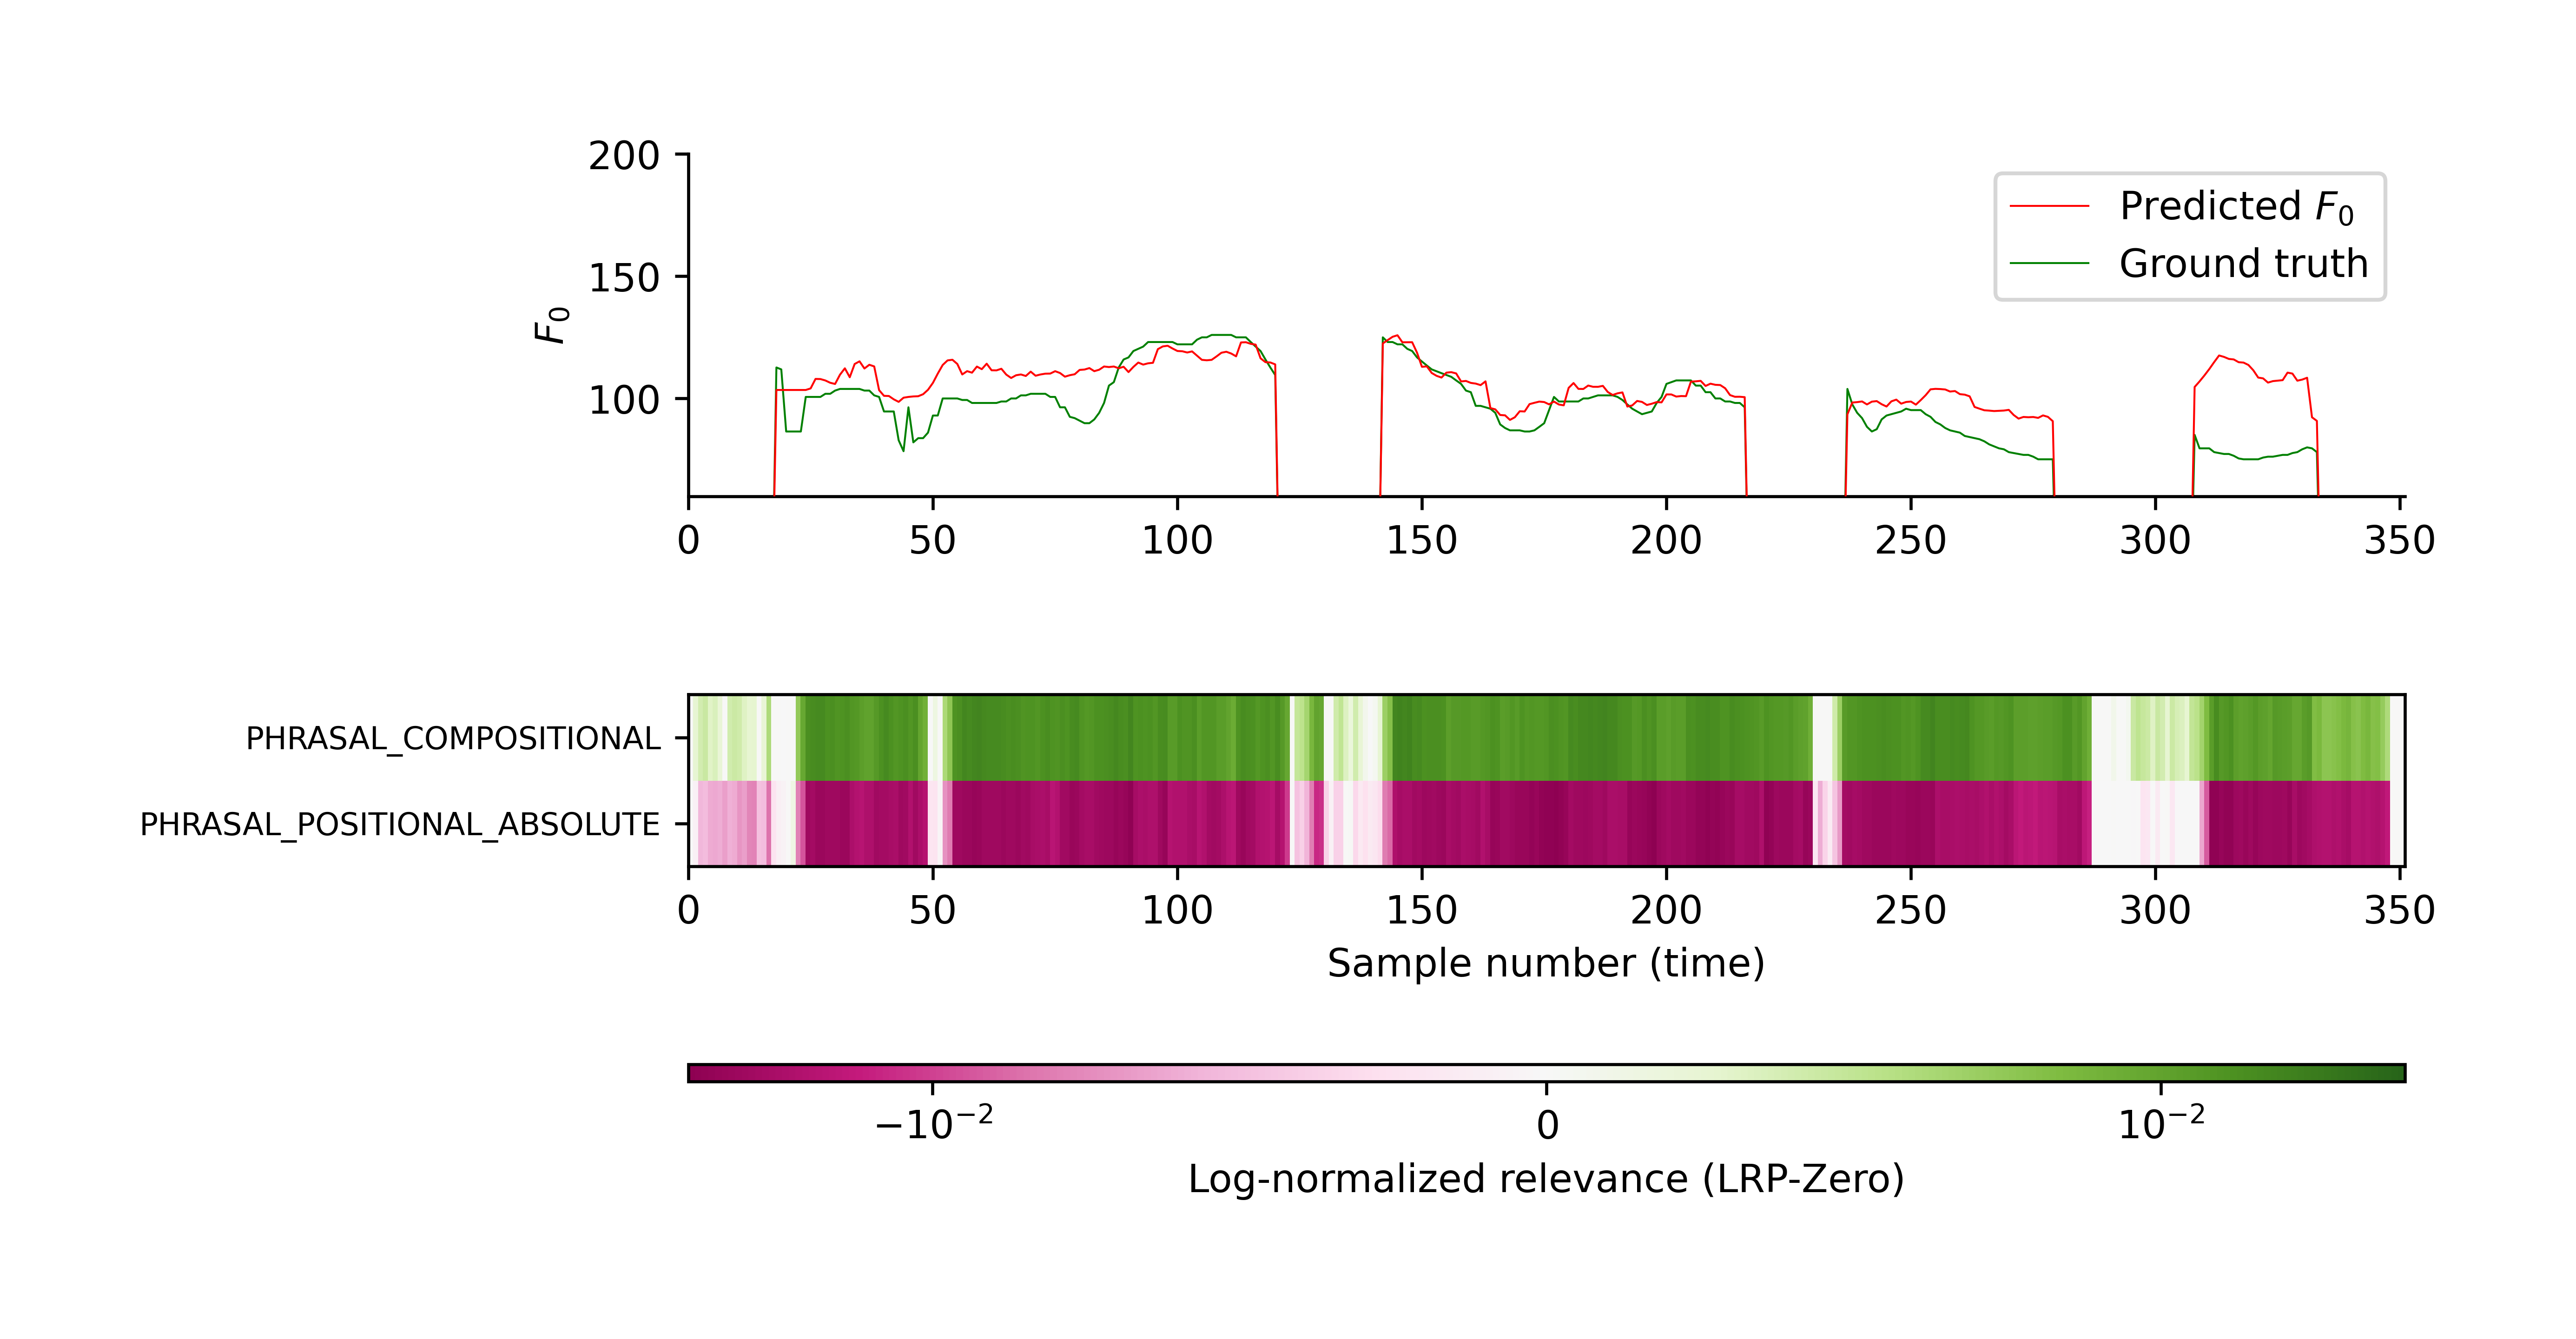 200
150
100
F₀
Predicted F₀
Ground truth
0 50 100 150 200 250 300 350
PHRASAL_COMPOSITIONAL
PHRASAL_POSITIONAL_ABSOLUTE
0 50 100 150 200 250 300 350
Sample number (time)
−10⁻² 0 10⁻²
Log-normalized relevance (LRP-Zero)